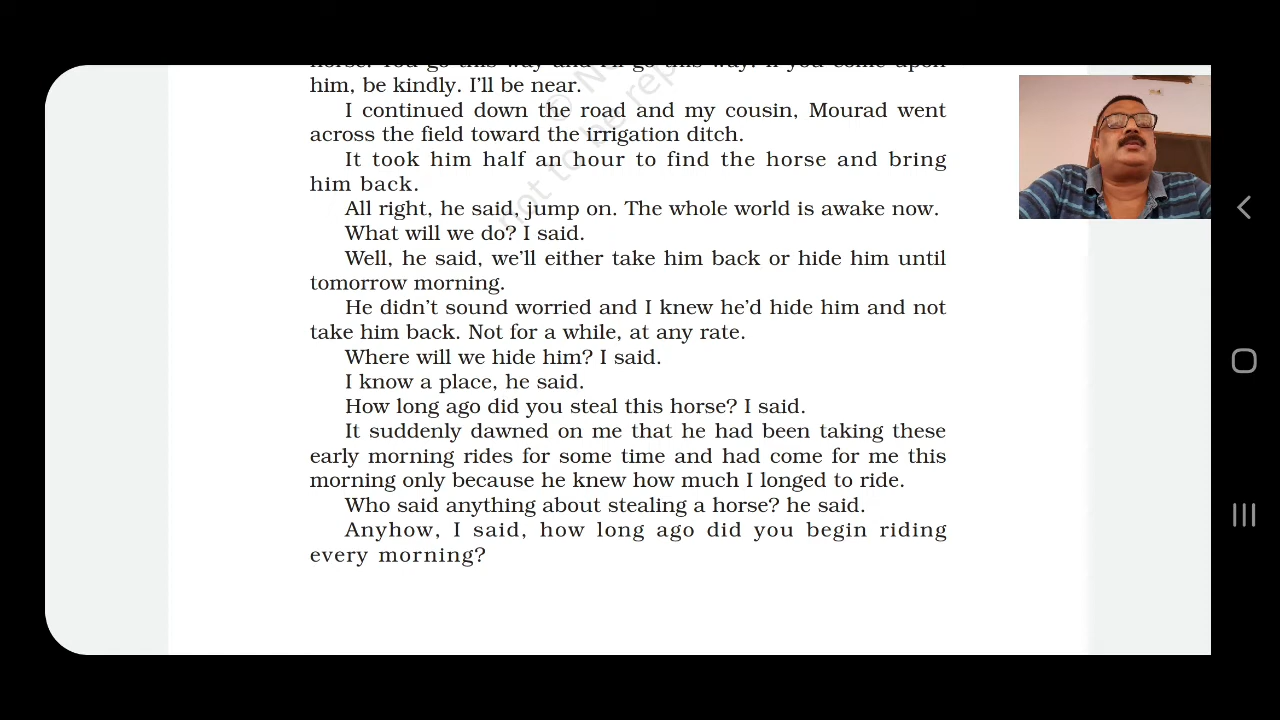 him, be kindly. I'll be near.
I continued down the road and my cousin, Mourad went
across the field toward the irrigation ditch.
It took him half an hour to find the horse and bring
him back.
All right, he said, jump on. The whole world is awake now.
What will we do? I said.
Well, he said, we'll either take him back or hide him until
tomorrow morning.
He didn't sound worried and I knew he'd hide him and not
take him back. Not for a while, at any rate.
Where will we hide him? I said.
I know a place, he said.
How long ago did you steal this horse? I said.
It suddenly dawned on me that he had been taking these
early morning rides for some time and had come for me this
morning only because he knew how much I longed to ride.
Who said anything about stealing a horse? he said.
Anyhow, I said, how long ago did you begin riding
every morning?
© N
not to be rep